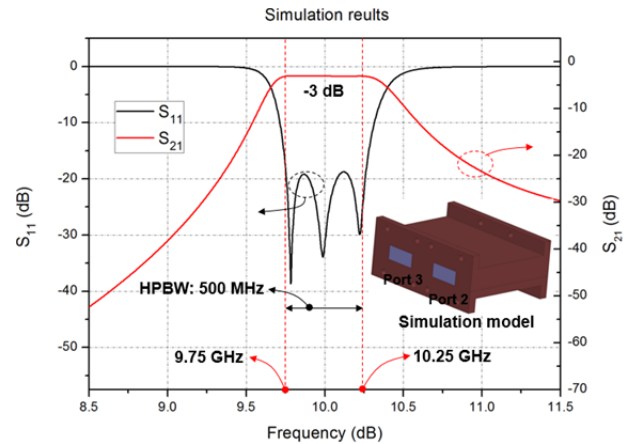 Simulation reults
S11
S21
-3 dB
HPBW: 500 MHz
Port 3
Port 2
Simulation model
9.75 GHz
10.25 GHz
0
-10
-20
-30
-40
-50
S11 (dB)
10
0
-10
-20
-30
-40
-50
-60
-70
S21 (dB)
8.5 9.0 9.5 10.0 10.5 11.0 11.5
Frequency (dB)